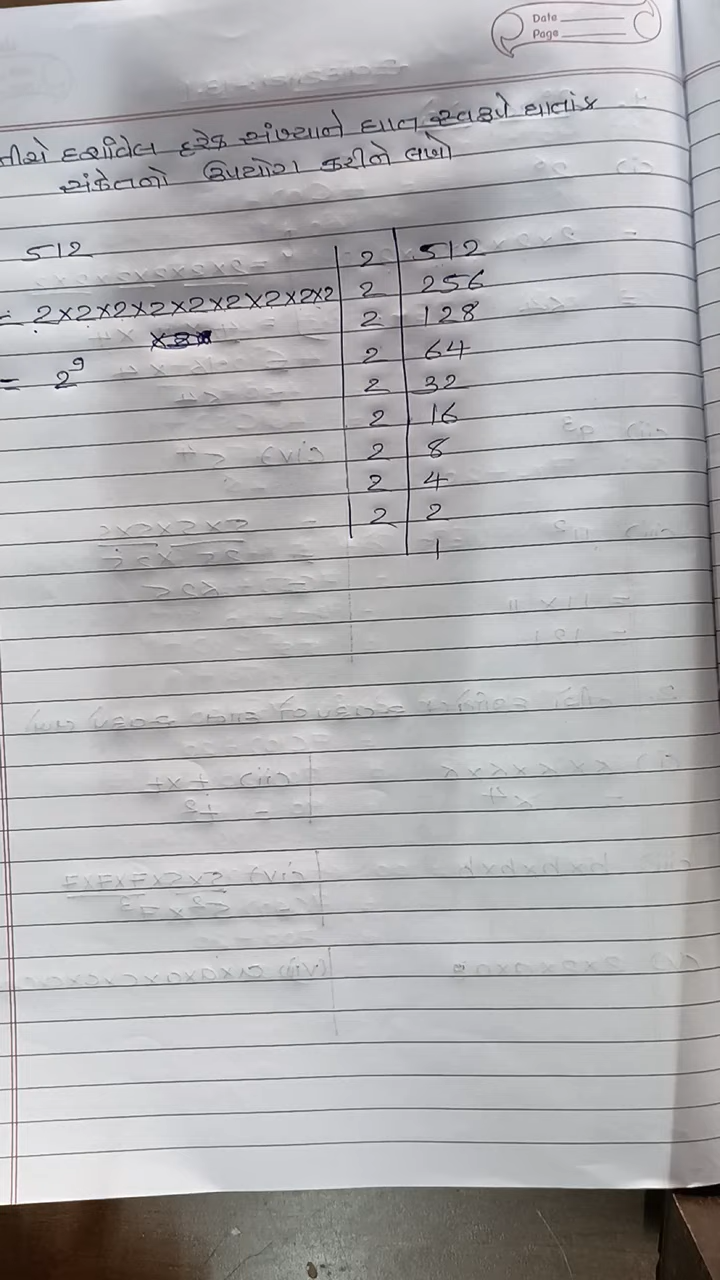 Date
Page
નીચે દર્શાવેલ દરેક સંખ્યાને ઘાત સ્વરૂપે ઘાતાંક
સંકેતનો ઉપયોગ કરીને લખો
512
= 2×2×2×2×2×2×2×2×2
= 2⁹
2 | 512
2 | 256
2 | 128
2 | 64
2 | 32
2 | 16
2 | 8
2 | 4
2 | 2
1